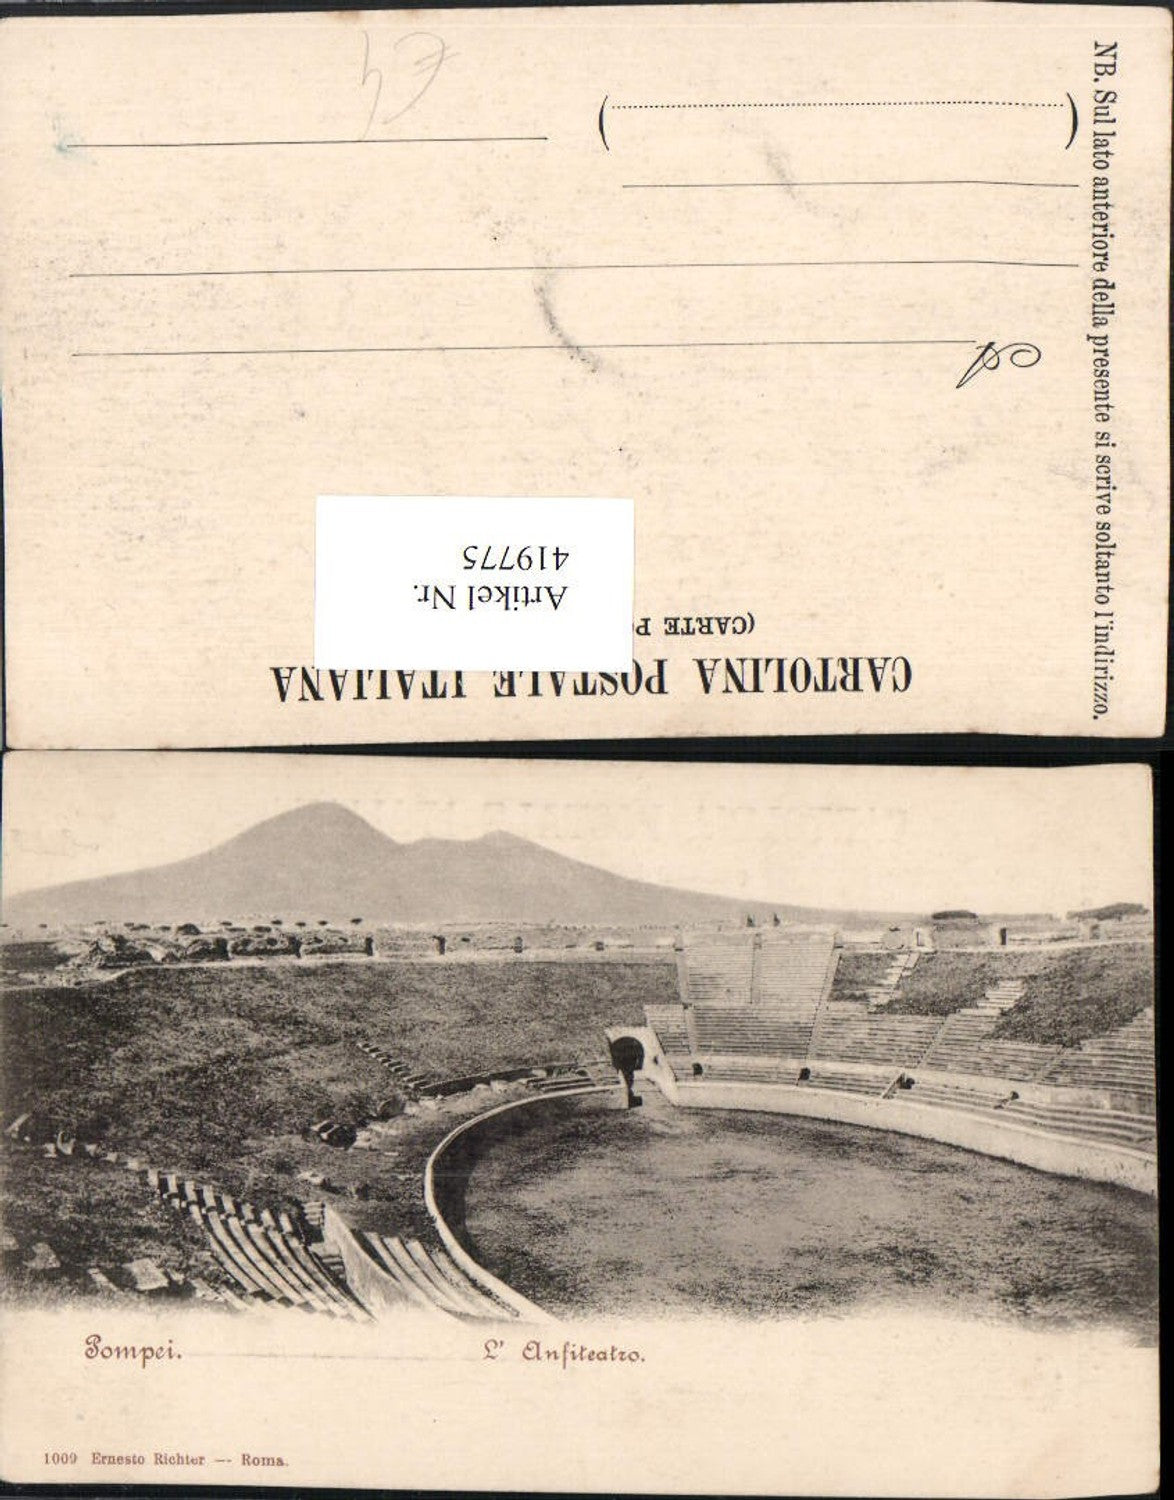 CARTOLINA POSTALE ITALIANA
(CARTE P
Artikel Nr.
419775
NB. Sul lato anteriore della presente si scrive soltanto l'indirizzo.
Pompei. L' Anfiteatro.
1009 Ernesto Richter — Roma.